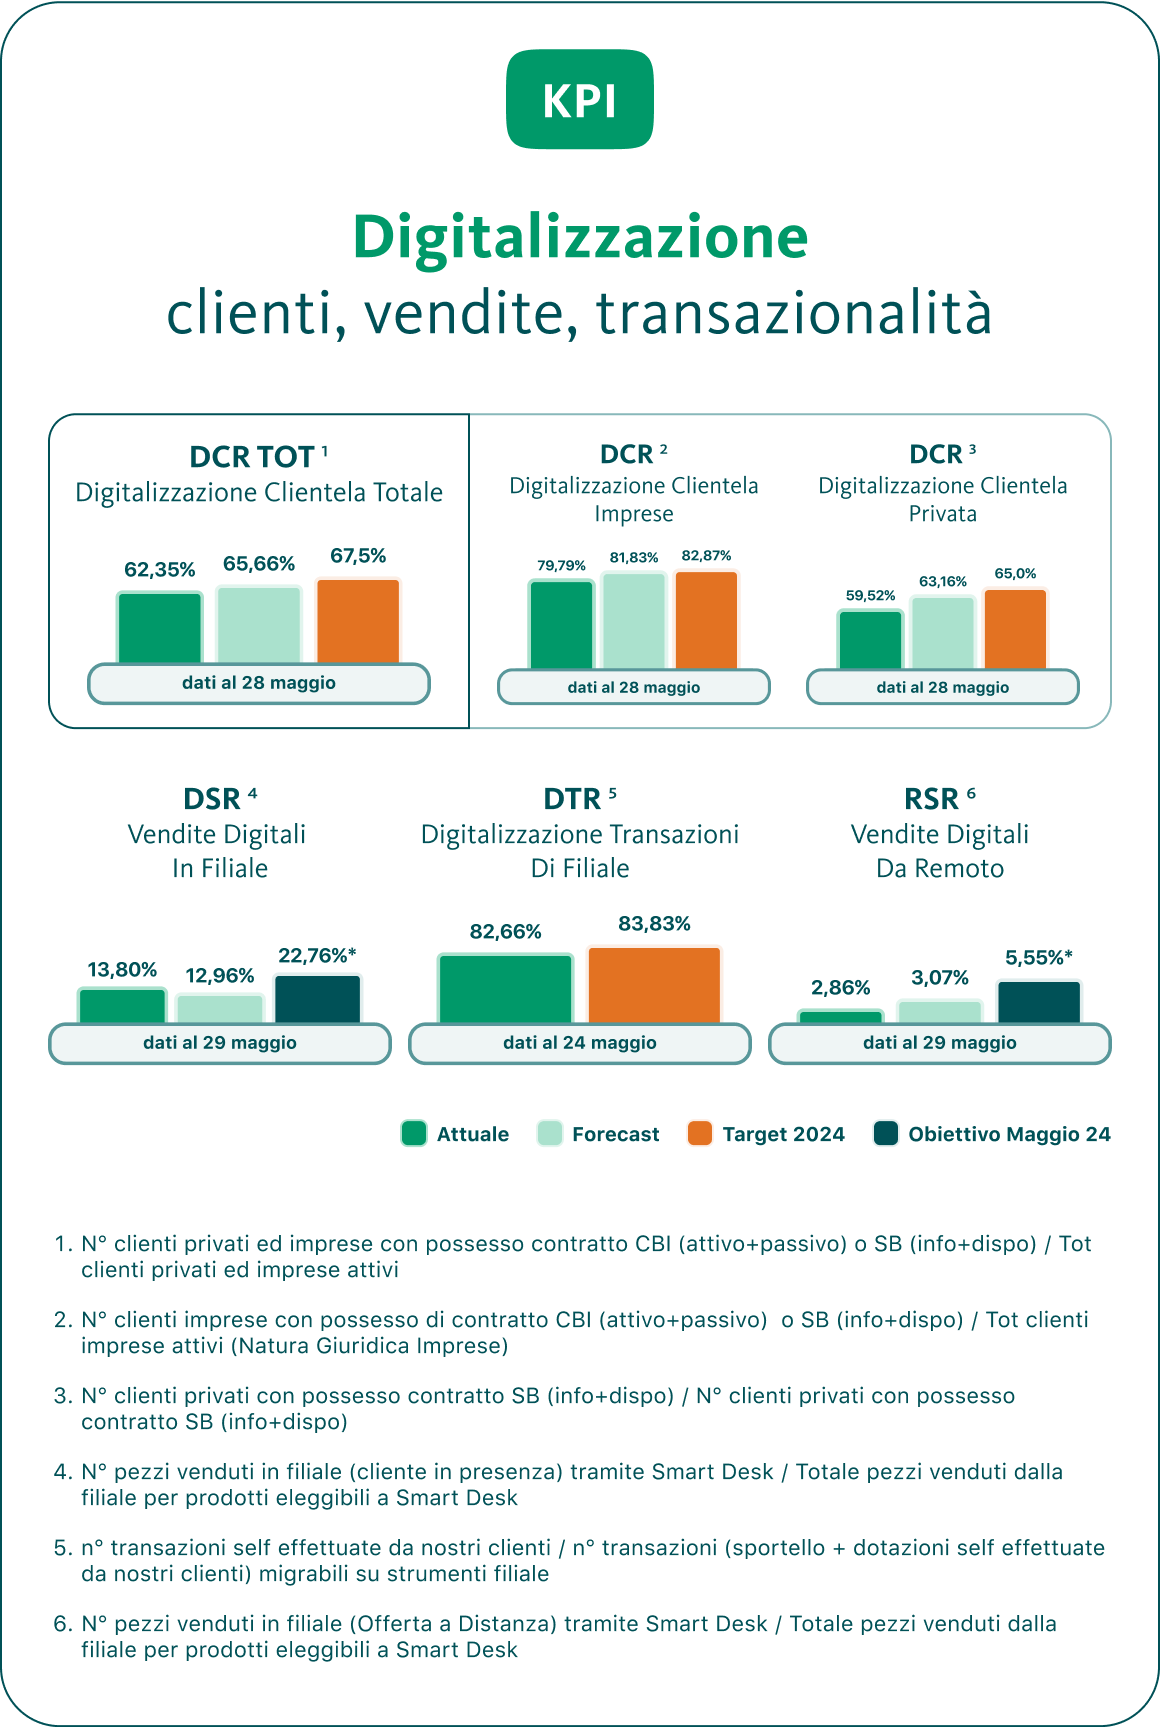 KPI
Digitalizzazione
clienti, vendite, transazionalità
DCR TOT ¹
Digitalizzazione Clientela Totale
62,35%
65,66%
67,5%
dati al 28 maggio
DCR ²
Digitalizzazione Clientela
Imprese
79,79%
81,83%
82,87%
dati al 28 maggio
DCR ³
Digitalizzazione Clientela
Privata
59,52%
63,16%
65,0%
dati al 28 maggio
DSR ⁴
Vendite Digitali
In Filiale
13,80%
12,96%
22,76%*
dati al 29 maggio
DTR ⁵
Digitalizzazione Transazioni
Di Filiale
82,66%
83,83%
dati al 24 maggio
RSR ⁶
Vendite Digitali
Da Remoto
2,86%
3,07%
5,55%*
dati al 29 maggio
Attuale
Forecast
Target 2024
Obiettivo Maggio 24
1. N° clienti privati ed imprese con possesso contratto CBI (attivo+passivo) o SB (info+dispo) / Tot
clienti privati ed imprese attivi
2. N° clienti imprese con possesso di contratto CBI (attivo+passivo)  o SB (info+dispo) / Tot clienti
imprese attivi (Natura Giuridica Imprese)
3. N° clienti privati con possesso contratto SB (info+dispo) / N° clienti privati con possesso
contratto SB (info+dispo)
4. N° pezzi venduti in filiale (cliente in presenza) tramite Smart Desk / Totale pezzi venduti dalla
filiale per prodotti eleggibili a Smart Desk
5. n° transazioni self effettuate da nostri clienti / n° transazioni (sportello + dotazioni self effettuate
da nostri clienti) migrabili su strumenti filiale
6. N° pezzi venduti in filiale (Offerta a Distanza) tramite Smart Desk / Totale pezzi venduti dalla
filiale per prodotti eleggibili a Smart Desk